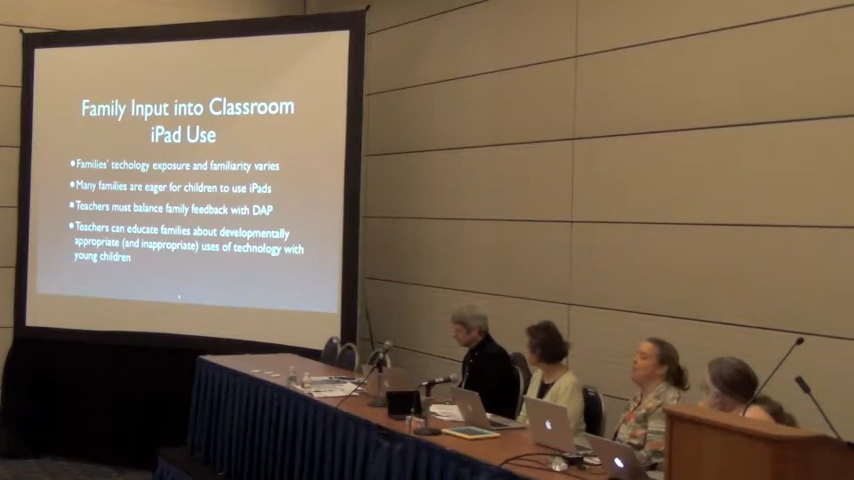 Family Input into Classroom
iPad Use
• Families' techology exposure and familiarity varies
• Many families are eager for children to use iPads
• Teachers must balance family feedback with DAP
• Teachers can educate families about developmentally
appropriate (and inappropriate) uses of technology with
young children